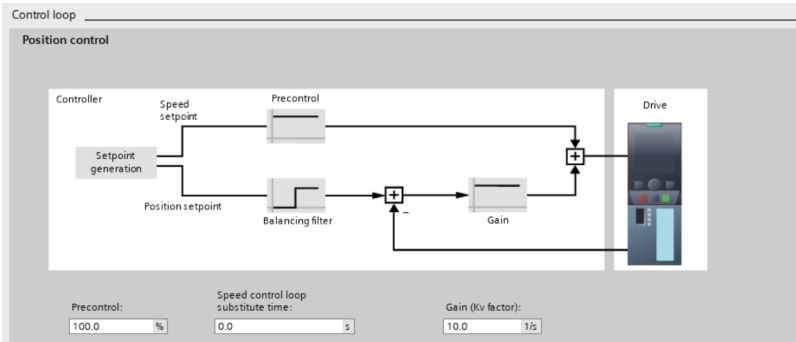 Control loop
Position control
Controller
Speed
setpoint
Precontrol
Drive
Setpoint
generation
Position setpoint
Balancing filter
Gain
+
+
–
Precontrol:
100.0 %
Speed control loop
substitute time:
0.0 s
Gain (Kv factor):
10.0 1/s